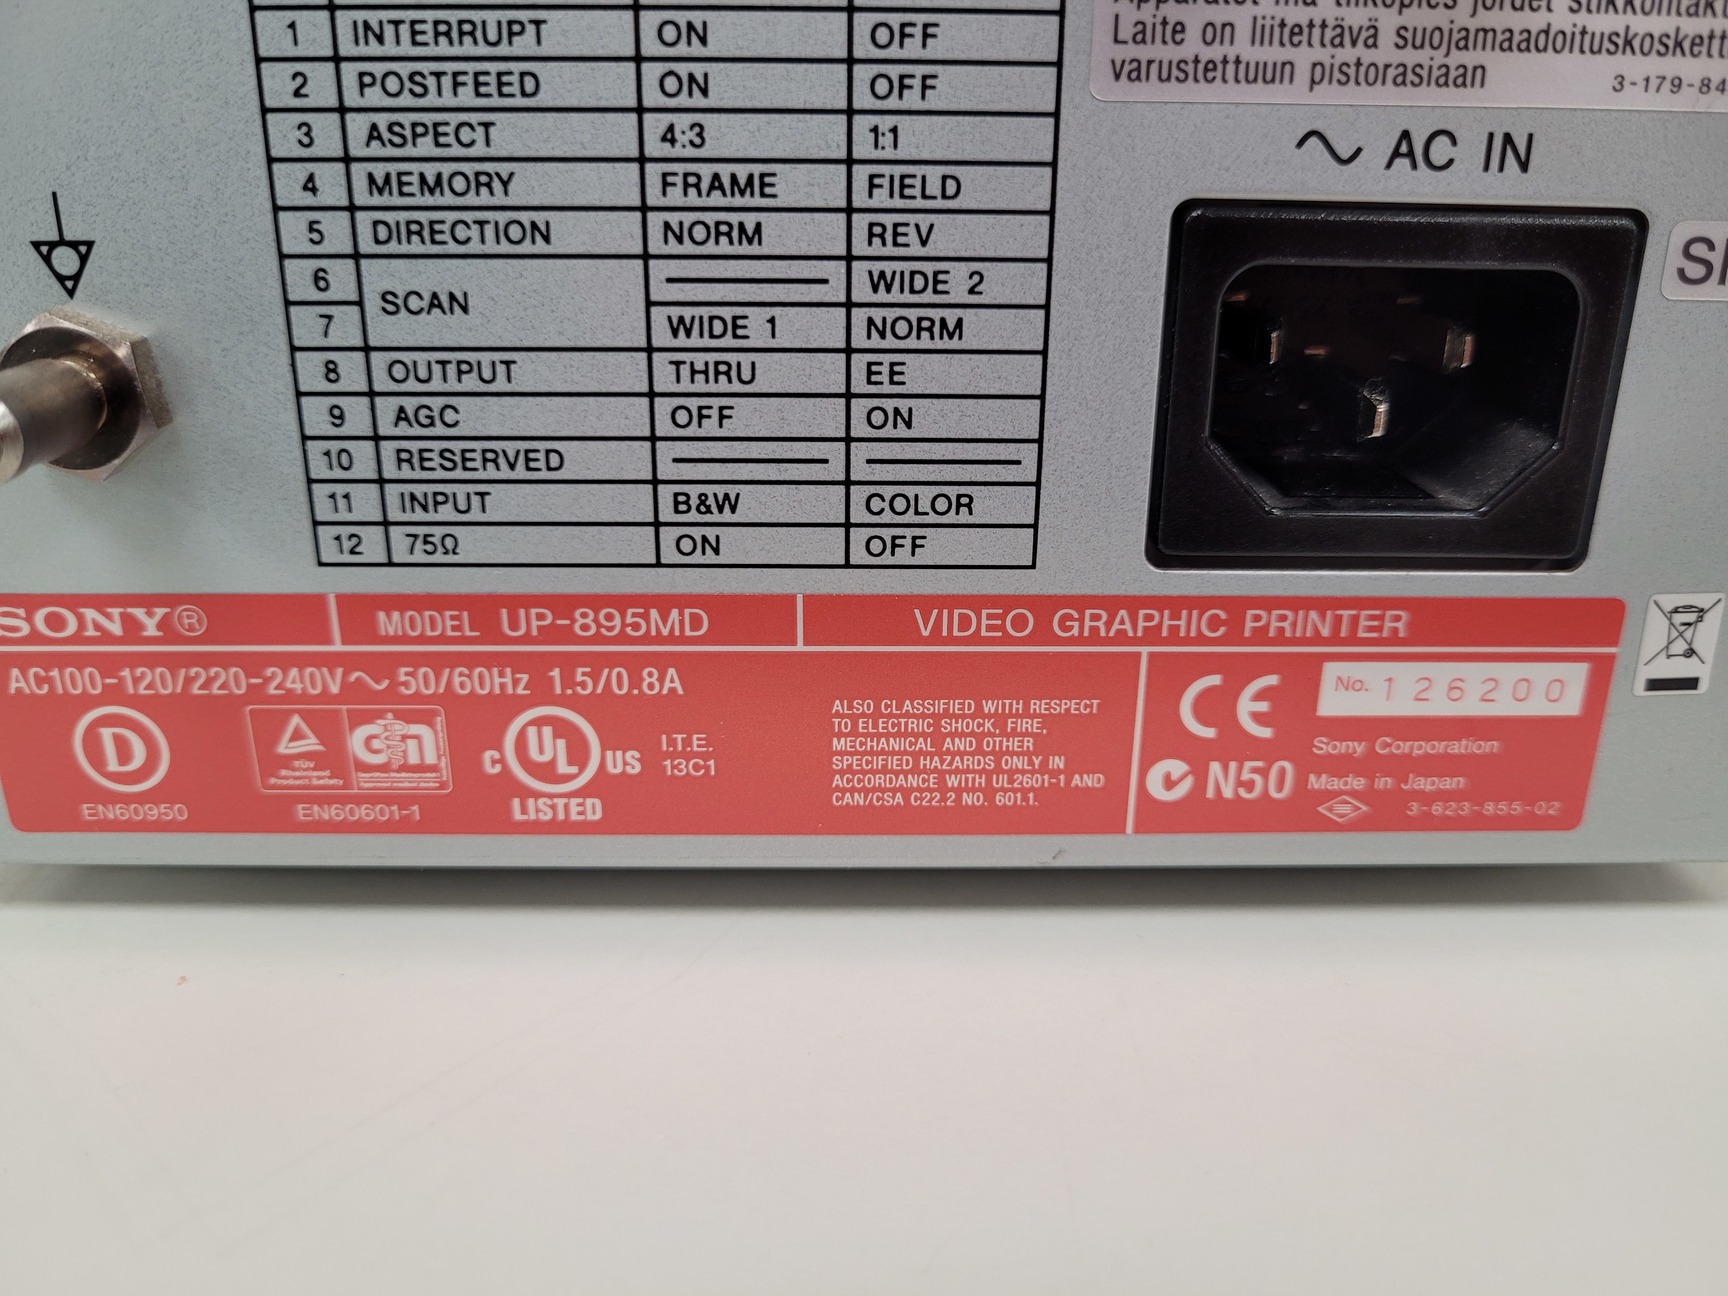 1 INTERRUPT ON OFF
2 POSTFEED ON OFF
3 ASPECT 4:3 1:1
4 MEMORY FRAME FIELD
5 DIRECTION NORM REV
6 SCAN ——— WIDE 2
7 WIDE 1 NORM
8 OUTPUT THRU EE
9 AGC OFF ON
10 RESERVED ——— ———
11 INPUT B&W COLOR
12 75Ω ON OFF
Laite on liitettävä
varustettuun pistorasiaan
3-179-84
~ AC IN
SONY® MODEL UP-895MD VIDEO GRAPHIC PRINTER
AC100-120/220-240V~50/60Hz 1.5/0.8A
D
EN60950
TÜV
Rheinland
Product Safety
EN60601-1
C UL US
LISTED
I.T.E.
13C1
ALSO CLASSIFIED WITH RESPECT
TO ELECTRIC SHOCK, FIRE,
MECHANICAL AND OTHER
SPECIFIED HAZARDS ONLY IN
ACCORDANCE WITH UL2601-1 AND
CAN/CSA C22.2 NO. 601.1.
CE
No. 126200
Sony Corporation
N50
Made in Japan
3-623-855-02